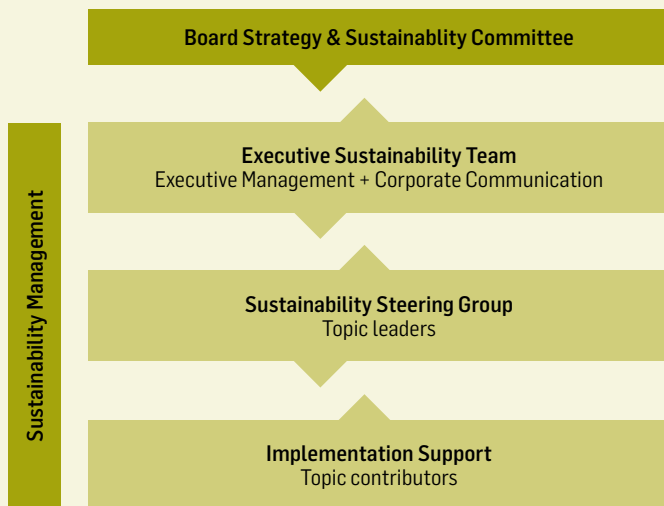 Board Strategy & Sustainablity Committee
Sustainability Management
Executive Sustainability Team
Executive Management + Corporate Communication
Sustainability Steering Group
Topic leaders
Implementation Support
Topic contributors